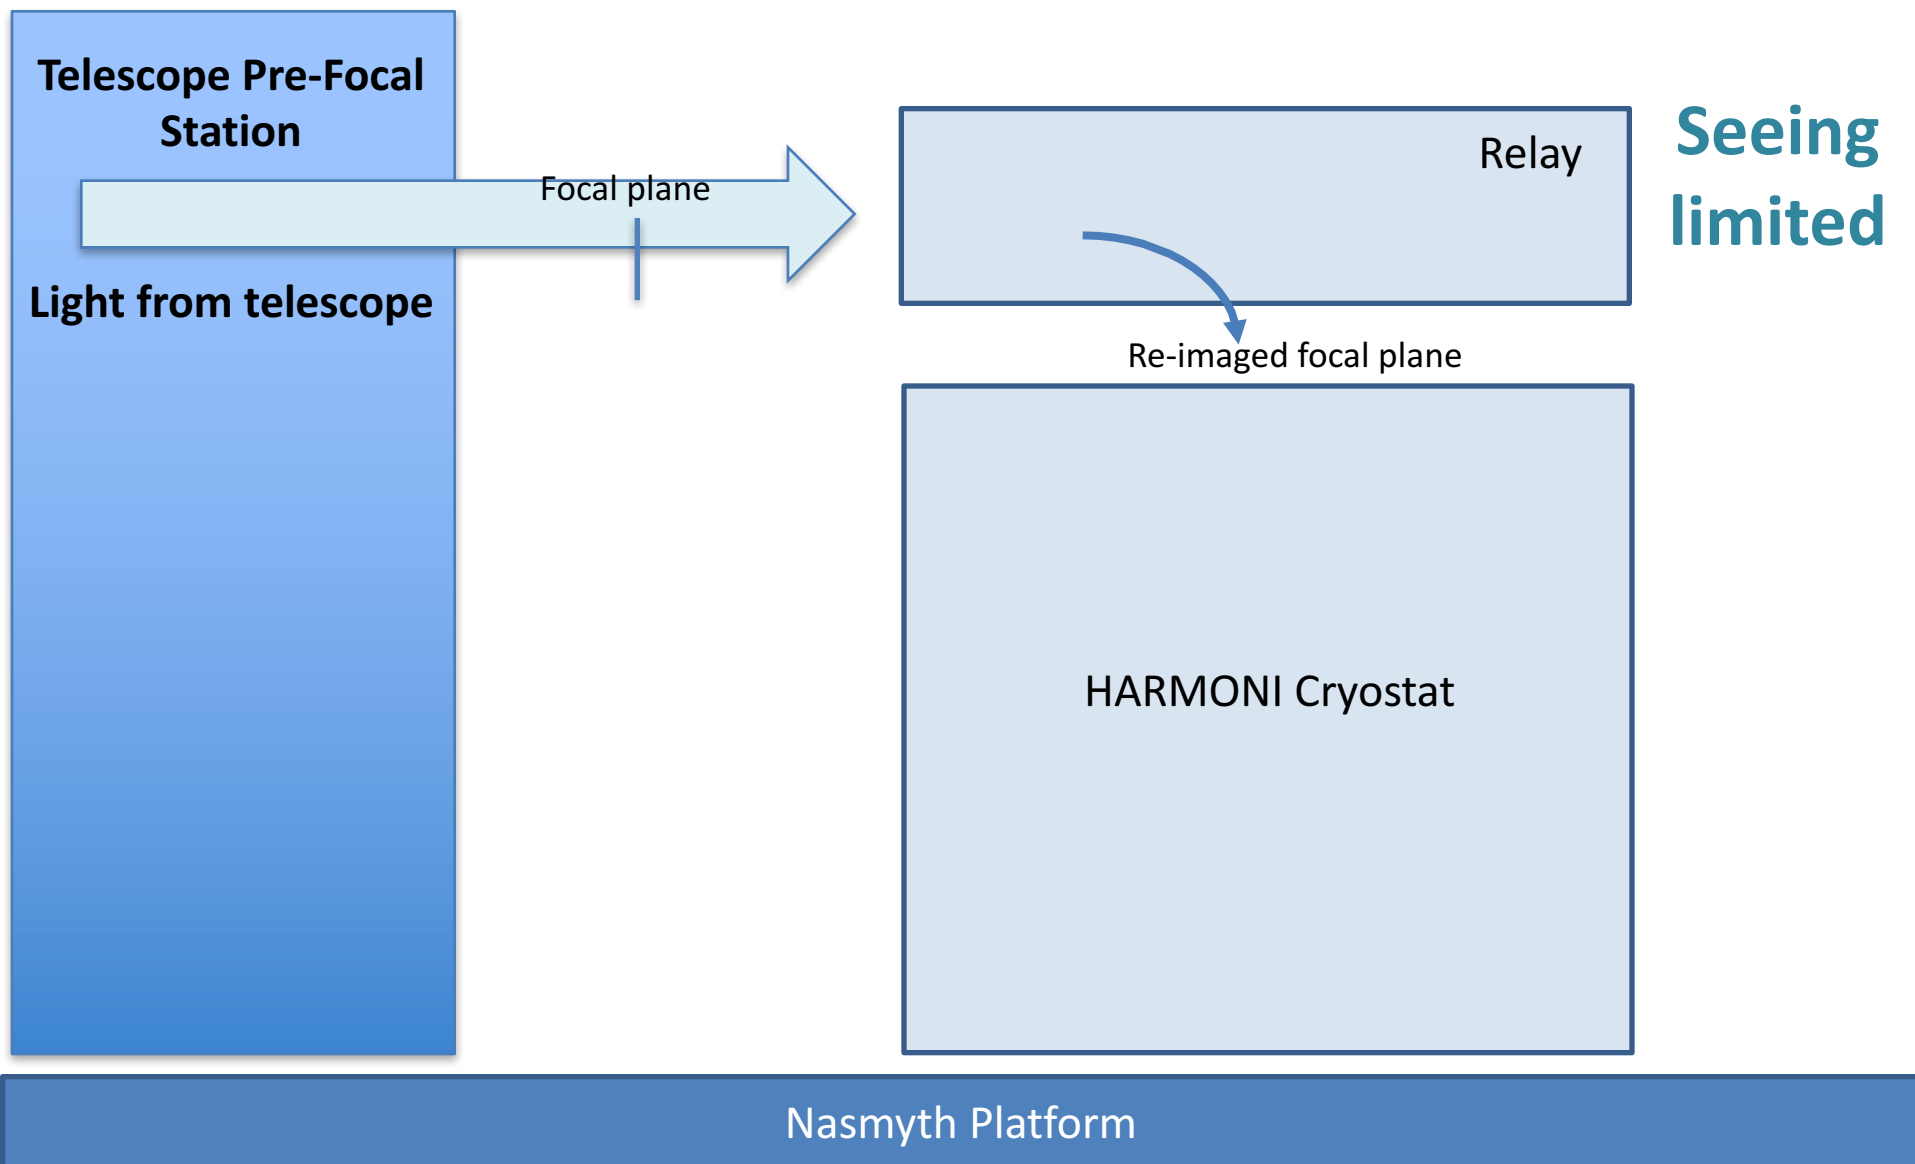 Telescope Pre-Focal
Station
Light from telescope
Focal plane
Relay
Seeing
limited
Re-imaged focal plane
HARMONI Cryostat
Nasmyth Platform